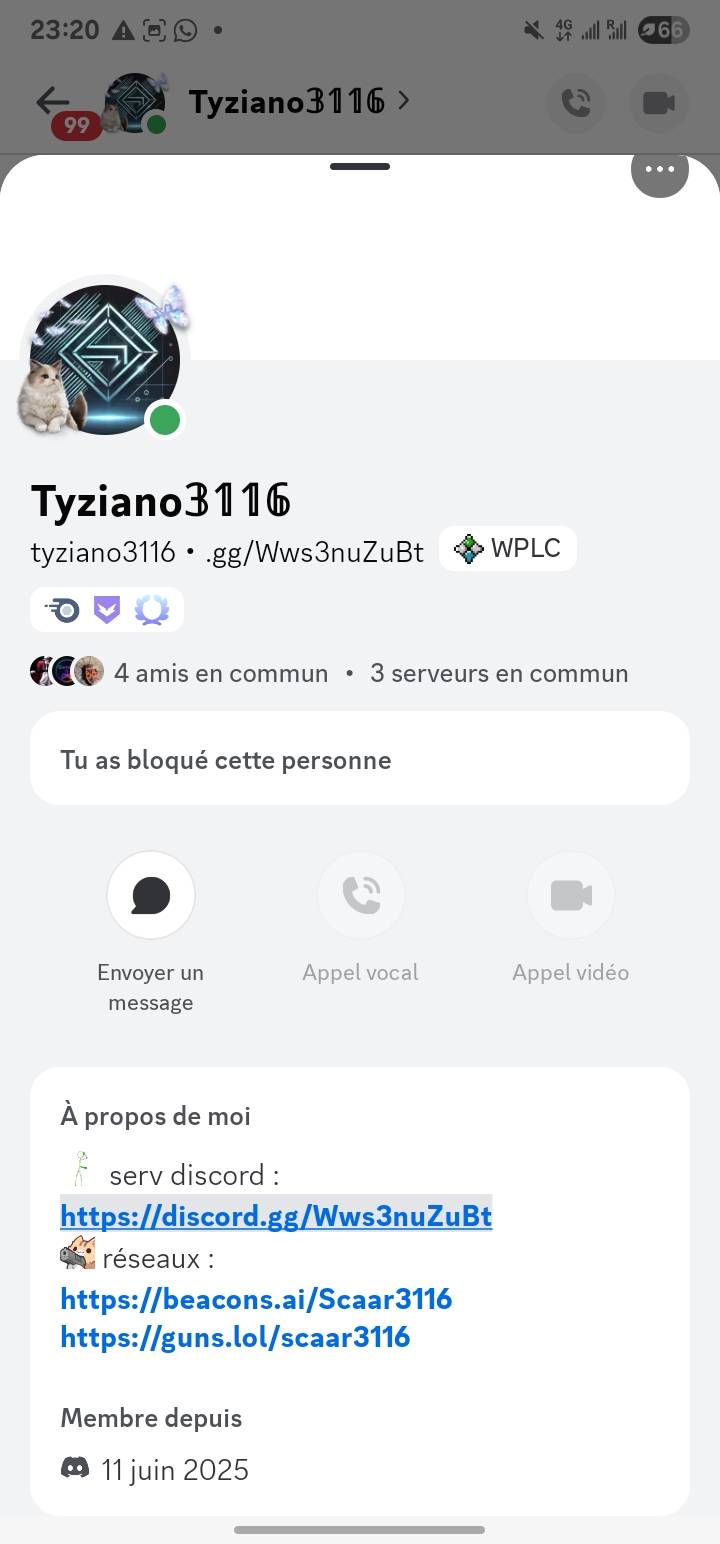 23:20 4G R 66
99 Tyziano3116
Tyziano3116
tyziano3116 • .gg/Wws3nuZuBt WPLC
4 amis en commun • 3 serveurs en commun
Tu as bloqué cette personne
Envoyer un
message
Appel vocal
Appel vidéo
À propos de moi
serv discord :
https://discord.gg/Wws3nuZuBt
réseaux :
https://beacons.ai/Scaar3116
https://guns.lol/scaar3116
Membre depuis
11 juin 2025